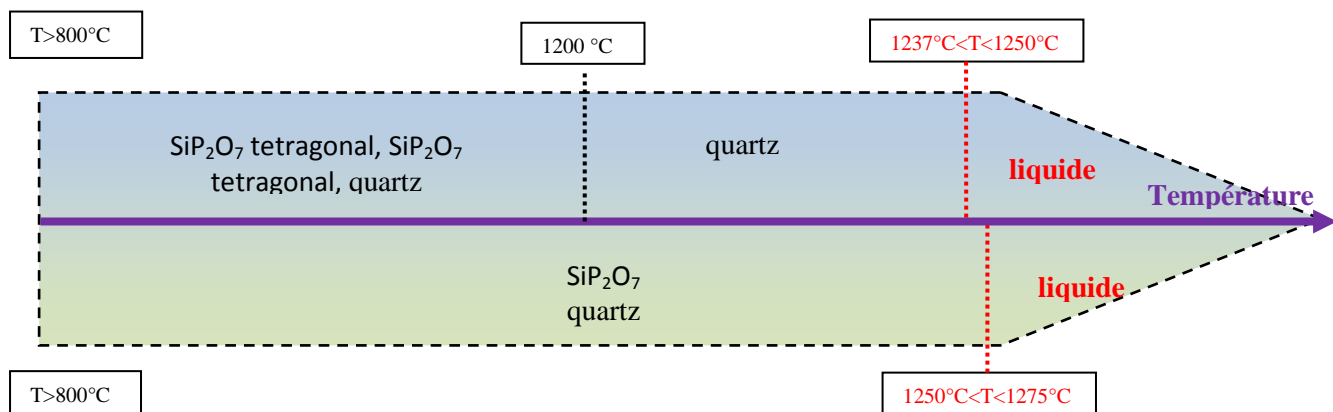 T>800°C
1200 °C
1237°C<T<1250°C
SiP₂O₇ tetragonal, SiP₂O₇
tetragonal, quartz
quartz
liquide
Température
SiP₂O₇
quartz
liquide
T>800°C
1250°C<T<1275°C